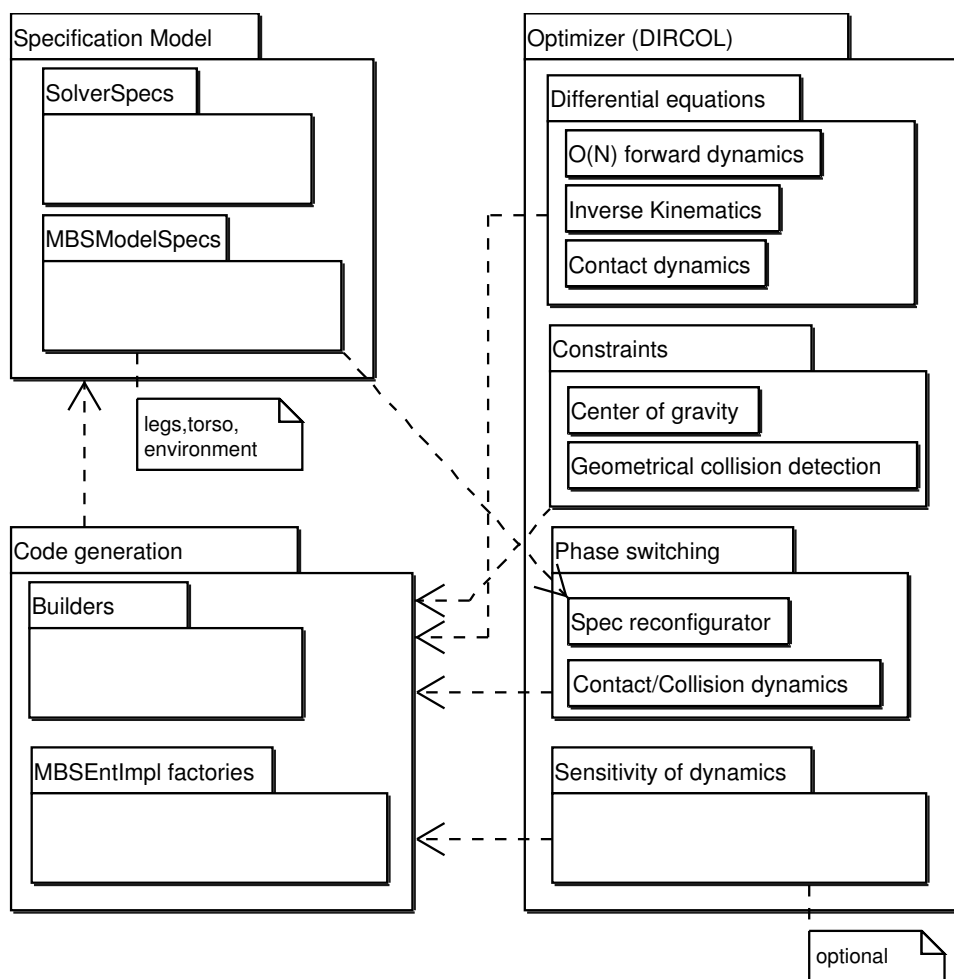 Specification Model
SolverSpecs
MBSModelSpecs
legs,torso,
environment
Code generation
Builders
MBSEntImpl factories
Optimizer (DIRCOL)
Differential equations
O(N) forward dynamics
Inverse Kinematics
Contact dynamics
Constraints
Center of gravity
Geometrical collision detection
Phase switching
Spec reconfigurator
Contact/Collision dynamics
Sensitivity of dynamics
optional